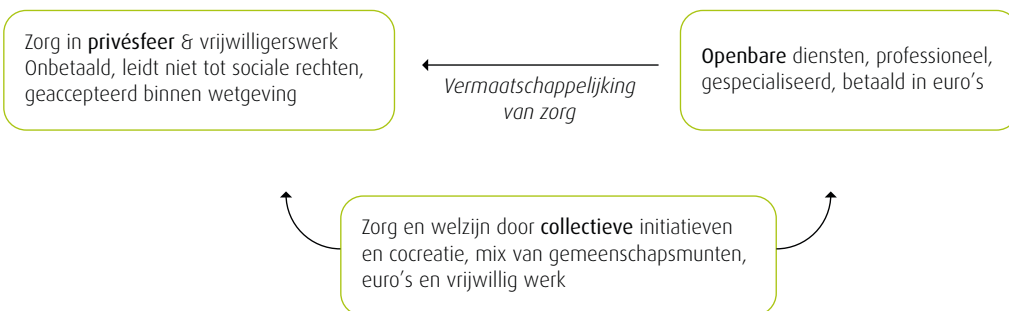 Zorg in privésfeer & vrijwilligerswerk
Onbetaald, leidt niet tot sociale rechten,
geaccepteerd binnen wetgeving
Vermaatschappelijking
van zorg
Openbare diensten, professioneel,
gespecialiseerd, betaald in euro's
Zorg en welzijn door collectieve initiatieven
en cocreatie, mix van gemeenschapsmunten,
euro's en vrijwillig werk